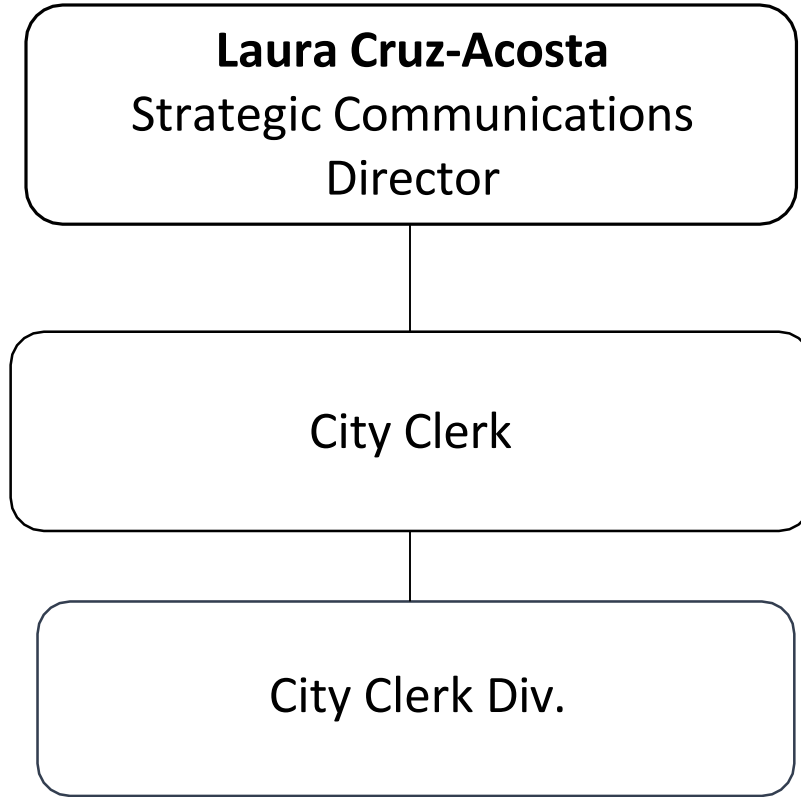 Laura Cruz-Acosta
Strategic Communications
Director
City Clerk
City Clerk Div.